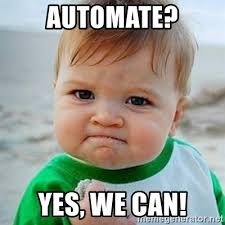 AUTOMATE?
YES, WE CAN!
memegenerator.net